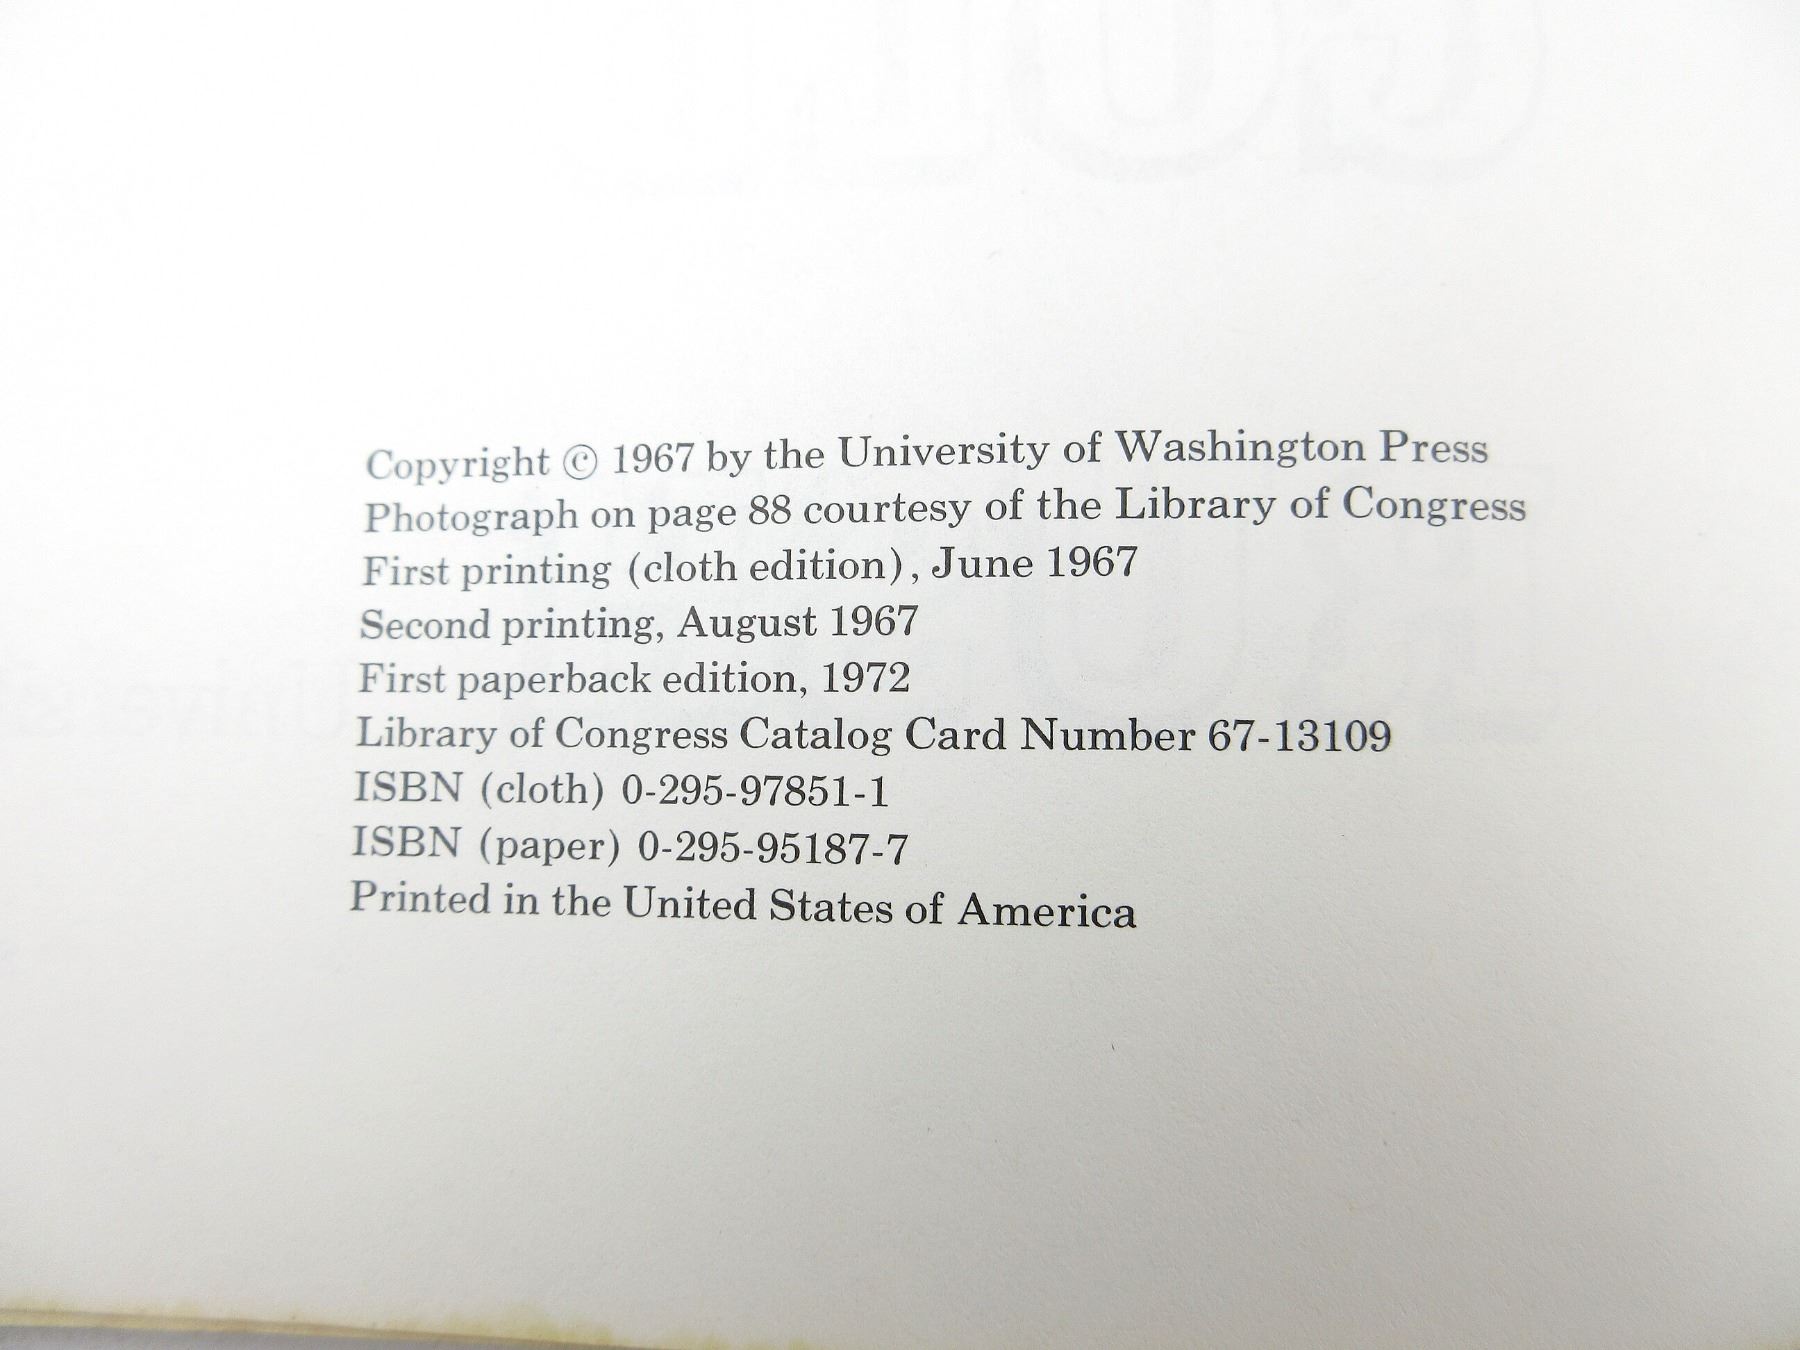 Copyright © 1967 by the University of Washington Press
Photograph on page 88 courtesy of the Library of Congress
First printing (cloth edition), June 1967
Second printing, August 1967
First paperback edition, 1972
Library of Congress Catalog Card Number 67-13109
ISBN (cloth) 0-295-97851-1
ISBN (paper) 0-295-95187-7
Printed in the United States of America